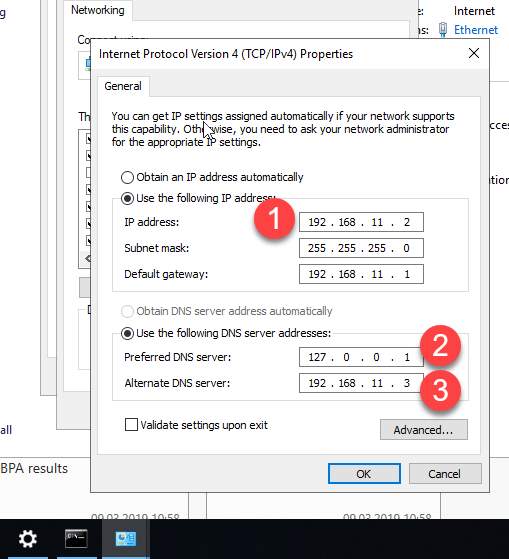 Networking
Internet
ns:
Ethernet
g
Connect using:
Internet Protocol Version 4 (TCP/IPv4) Properties
General
You can get IP settings assigned automatically if your network supports
this capability. Otherwise, you need to ask your network administrator
for the appropriate IP settings.
Th
Obtain an IP address automatically
Use the following IP address:
1
IP address:
192 . 168 . 11 . 2
Subnet mask:
255 . 255 . 255 . 0
Default gateway:
192 . 168 . 11 . 1
Obtain DNS server address automatically
D
Use the following DNS server addresses:
2
Preferred DNS server:
127 . 0 . 0 . 1
Alternate DNS server:
192 . 168 . 11 . 3
3
Validate settings upon exit
Advanced...
all
BPA results
OK
Cancel
09.03.2019 10:58
09.03.2019 10:58